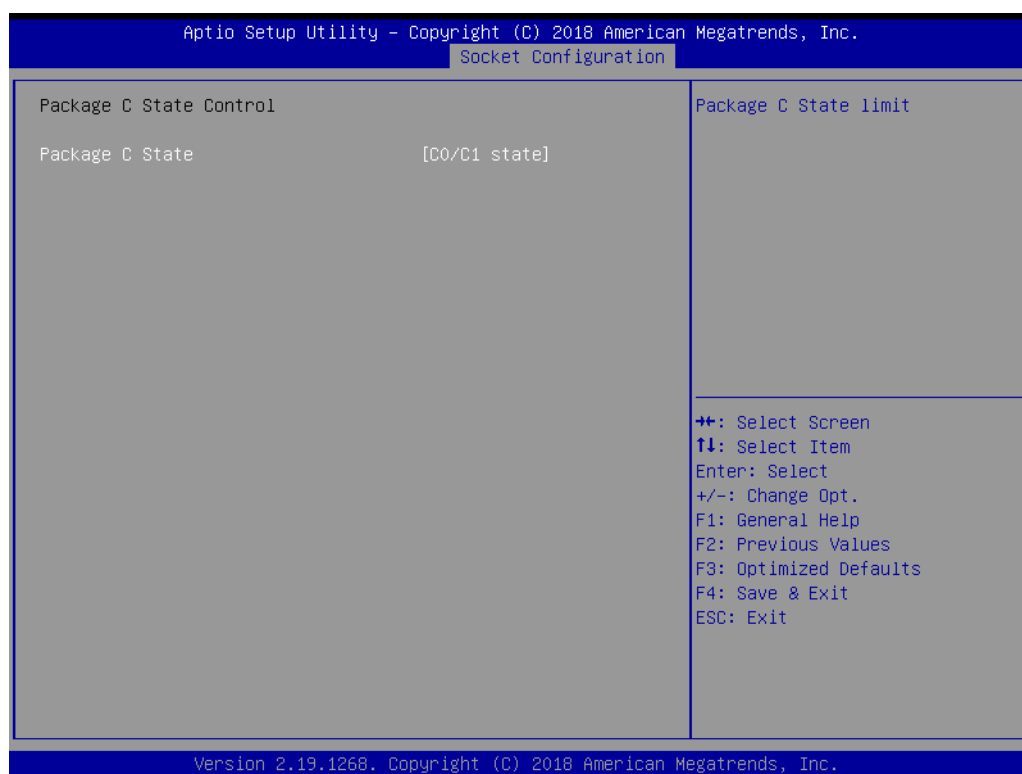 Aptio Setup Utility – Copyright (C) 2018 American Megatrends, Inc.
Socket Configuration
Package C State Control
Package C State [C0/C1 state]
Package C State limit
→←: Select Screen
↑↓: Select Item
Enter: Select
+/-: Change Opt.
F1: General Help
F2: Previous Values
F3: Optimized Defaults
F4: Save & Exit
ESC: Exit
Version 2.19.1268. Copyright (C) 2018 American Megatrends, Inc.